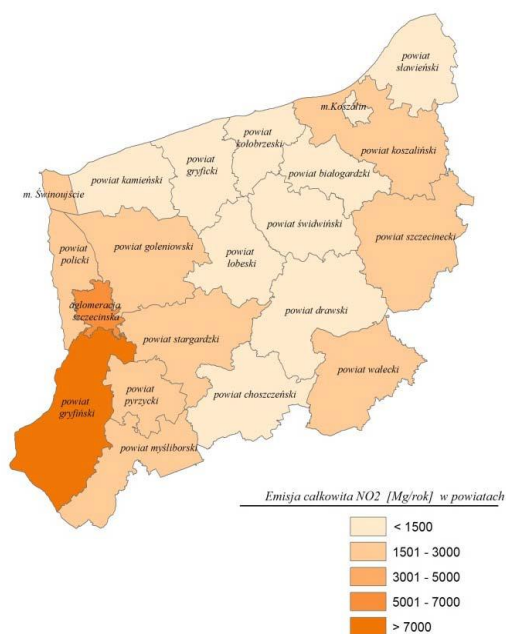 powiat
sławieński
m.Koszalin
powiat
kołobrzeski
powiat koszaliński
powiat
gryficki
powiat kamieński
powiat białogardzki
m. Świnoujście
powiat świdwiński
powiat szczecinecki
powiat goleniowski
powiat
policki
powiat
łobeski
aglomeracja
szczecińska
powiat drawski
powiat stargardzki
powiat wałecki
powiat
pyrzycki
powiat choszczeński
powiat
gryfiński
powiat myśliborski
Emisja całkowita NO2 [Mg/rok] w powiatach
< 1500
1501 - 3000
3001 - 5000
5001 - 7000
> 7000